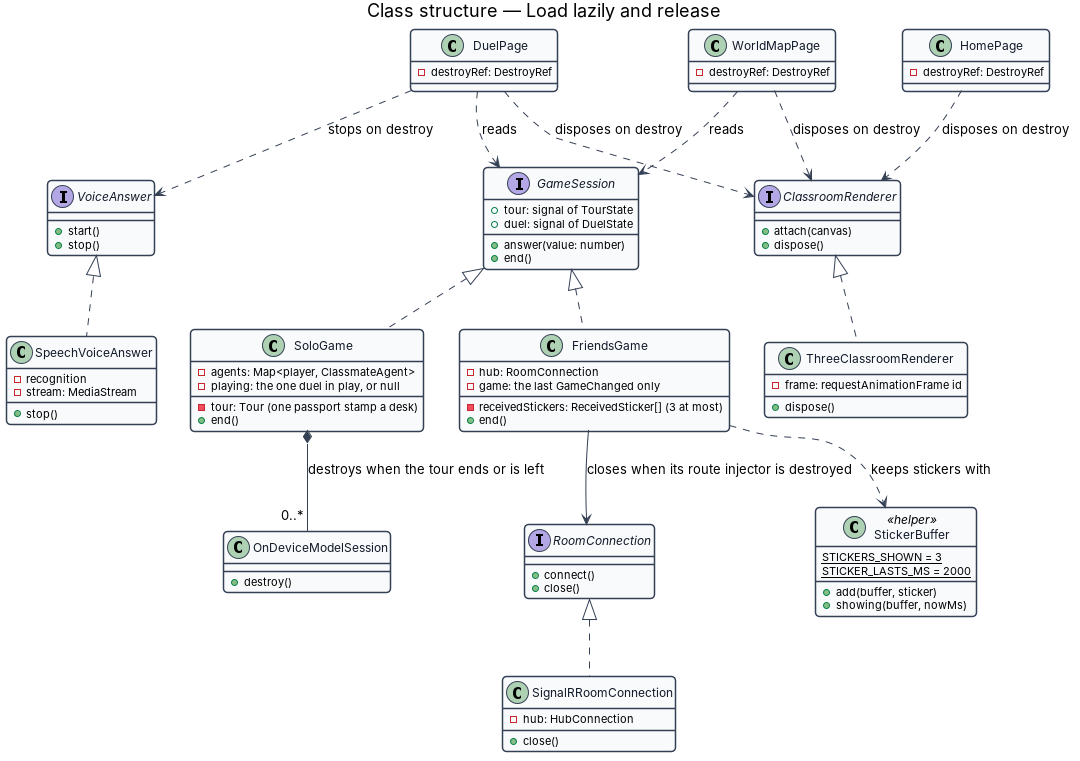 Class structure — Load lazily and release
C DuelPage
destroyRef: DestroyRef
C WorldMapPage
destroyRef: DestroyRef
C HomePage
destroyRef: DestroyRef
stops on destroy
reads
disposes on destroy
reads
disposes on destroy
disposes on destroy
I VoiceAnswer
start()
stop()
I GameSession
tour: signal of TourState
duel: signal of DuelState
answer(value: number)
end()
I ClassroomRenderer
attach(canvas)
dispose()
C SpeechVoiceAnswer
recognition
stream: MediaStream
stop()
C SoloGame
agents: Map<player, ClassmateAgent>
playing: the one duel in play, or null
tour: Tour (one passport stamp a desk)
end()
C FriendsGame
hub: RoomConnection
game: the last GameChanged only
receivedStickers: ReceivedSticker[] (3 at most)
end()
C ThreeClassroomRenderer
frame: requestAnimationFrame id
dispose()
destroys when the tour ends or is left
0..*
closes when its route injector is destroyed
keeps stickers with
C OnDeviceModelSession
destroy()
I RoomConnection
connect()
close()
C «helper»
StickerBuffer
STICKERS_SHOWN = 3
STICKER_LASTS_MS = 2000
add(buffer, sticker)
showing(buffer, nowMs)
C SignalRRoomConnection
hub: HubConnection
close()